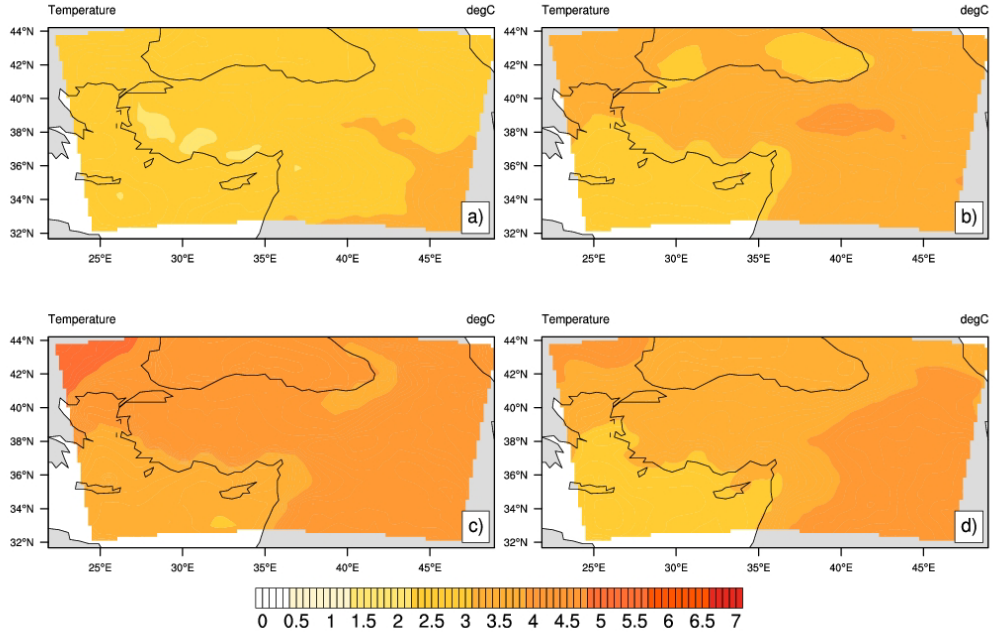 Temperature degC Temperature degC
44°N 44°N
42°N 42°N
40°N 40°N
38°N 38°N
36°N 36°N
34°N 34°N
32°N 32°N
a) b)
25°E 30°E 35°E 40°E 45°E 25°E 30°E 35°E 40°E 45°E
Temperature degC Temperature degC
44°N 44°N
42°N 42°N
40°N 40°N
38°N 38°N
36°N 36°N
34°N 34°N
32°N 32°N
c) d)
25°E 30°E 35°E 40°E 45°E 25°E 30°E 35°E 40°E 45°E
0 0.5 1 1.5 2 2.5 3 3.5 4 4.5 5 5.5 6 6.5 7